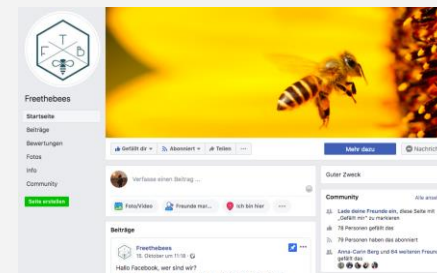 F T B
Freethebees
Startseite
Beiträge
Bewertungen
Fotos
Info
Community
Seite erstellen
Gefällt dir
Abonniert
Teilen
Mehr dazu
Nachricht
Verfasse einen Beitrag ...
Foto/Video
Freunde mar...
Ich bin hier
Beiträge
Freethebees
16. Oktober um 11:18
Hallo Facebook, wer sind wir?
Guter Zweck
Community
Alle anse
Lade deine Freunde ein, diese Seite mit
„Gefällt mir“ zu markieren
78 Personen gefällt das
79 Personen haben das abonniert
Anna-Carin Berg und 64 weiteren Freun
gefällt das